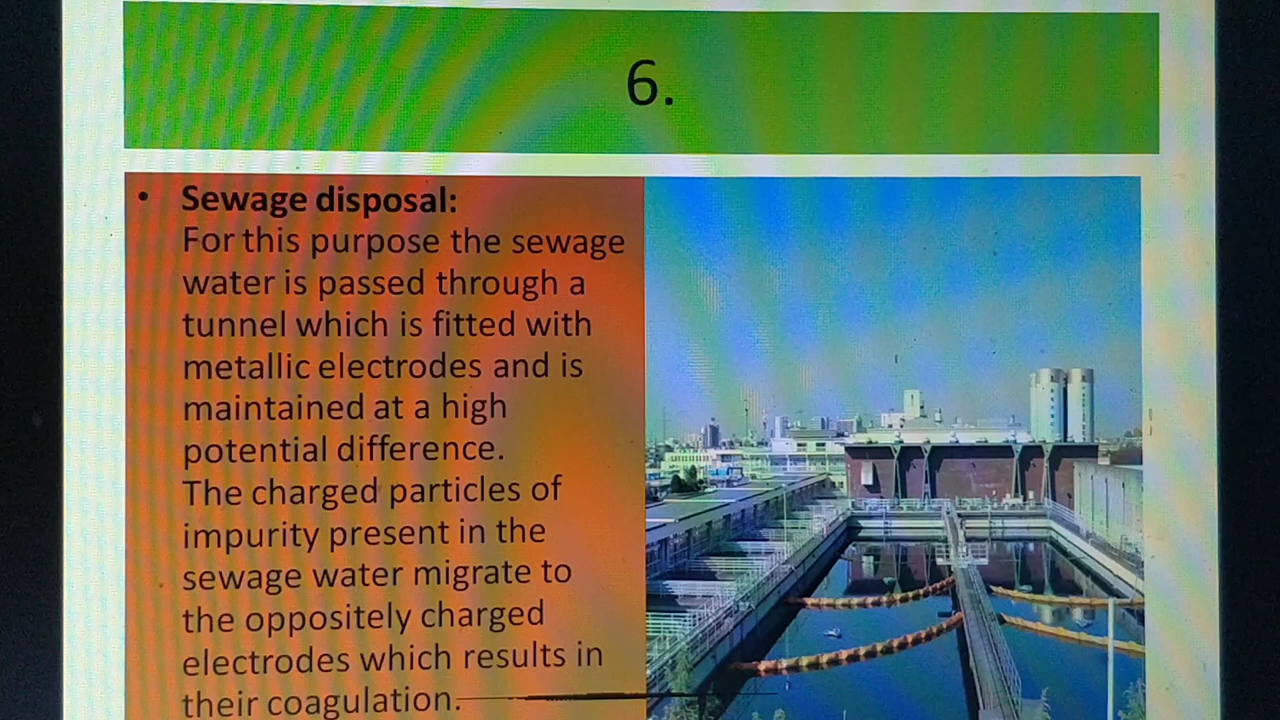 6.
• Sewage disposal:
For this purpose the sewage
water is passed through a
tunnel which is fitted with
metallic electrodes and is
maintained at a high
potential difference.
The charged particles of
impurity present in the
sewage water migrate to
the oppositely charged
electrodes which results in
their coagulation.